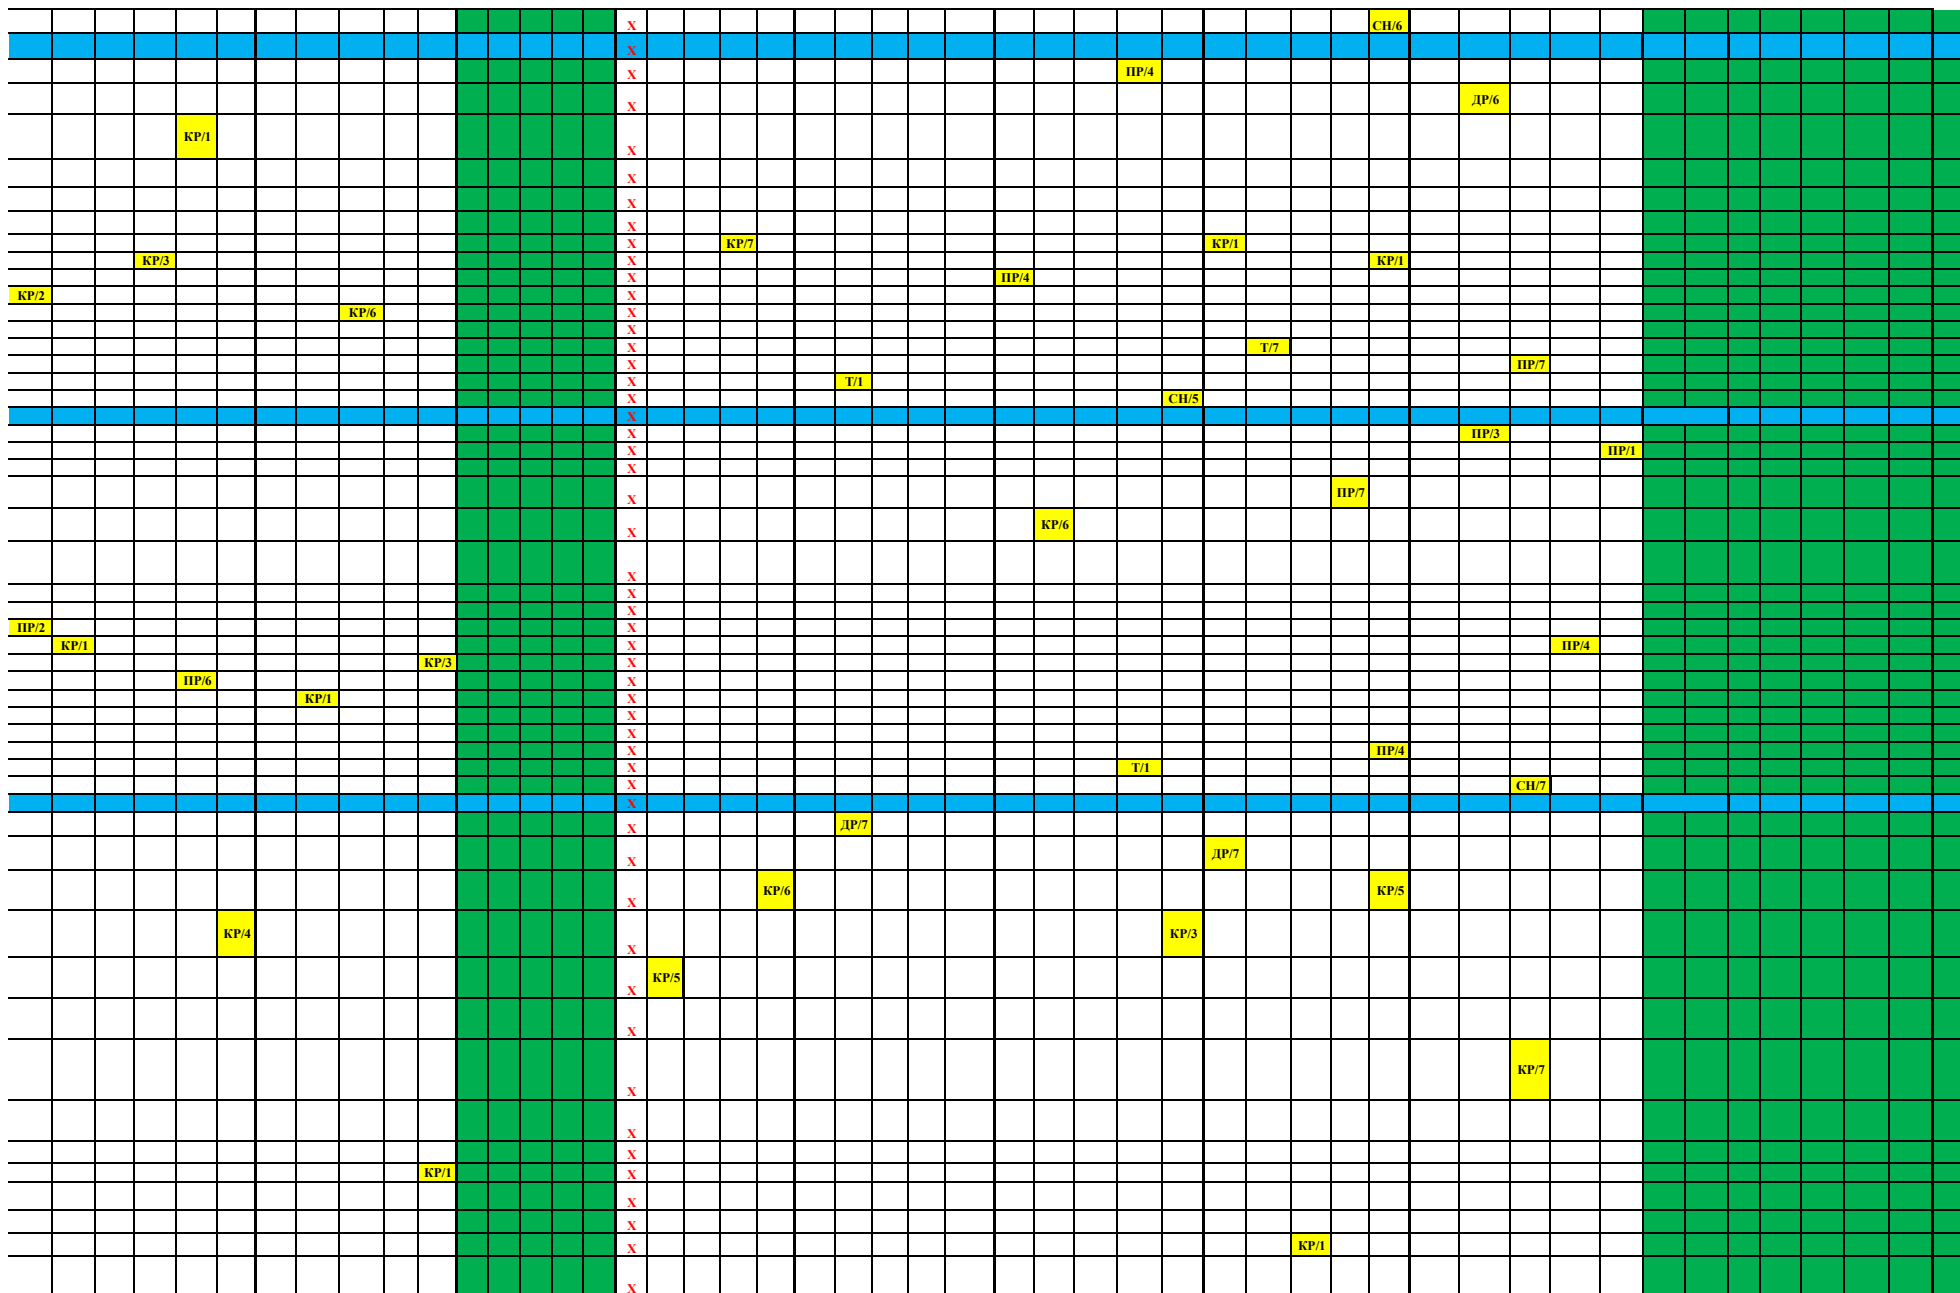 X СН/6
X
X ПР/4
X ДР/6
КР/1 X
X
X
X
X КР/7 КР/1
КР/3 X КР/1
X ПР/4
КР/2 X
КР/6 X
X
X Т/7
X ПР/7
X Т/1
X СН/5
X
X ПР/3
X ПР/1
X
X ПР/7
X КР/6
X
X
X
ПР/2 X
КР/1 X ПР/4
КР/3 X
ПР/6 X
КР/1 X
X
X
X ПР/4
X Т/1
X СН/7
X
X ДР/7
X ДР/7
X КР/6 КР/5
КР/4 X КР/3
X КР/5
X
X КР/7
X
X
КР/1 X
X
X
X КР/1
X